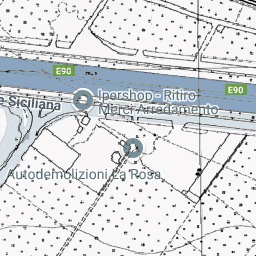 E90
Ipershop - Ritiro
E90
e Siciliana
Merci Arredamento
Autodemolizioni La Rosa